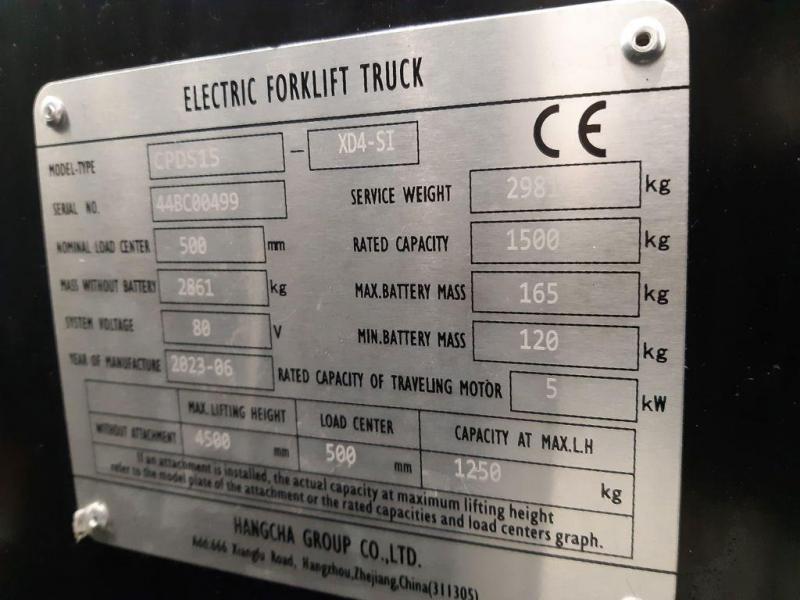 ELECTRIC FORKLIFT TRUCK
CE
MODEL-TYPE CPDS15 - XD4-SI
SERIAL NO. 44BC00499 SERVICE WEIGHT 2981 kg
NOMINAL LOAD CENTER 500 mm RATED CAPACITY 1500 kg
MASS WITHOUT BATTERY 2861 kg MAX.BATTERY MASS 165 kg
SYSTEM VOLTAGE 80 V MIN.BATTERY MASS 120 kg
YEAR OF MANUFACTURE 2023-06 RATED CAPACITY OF TRAVELING MOTOR 5 kW
MAX. LIFTING HEIGHT LOAD CENTER CAPACITY AT MAX.L.H
WITHOUT ATTACHMENT 4500 mm 500 mm 1250 kg
If an attachment is installed, the actual capacity at maximum lifting height
refer to the model plate of the attachment or the rated capacities and load centers graph.
HANGCHA GROUP CO.,LTD.
Add:666 Xianglu Road, Hangzhou,Zhejiang,China(311305)